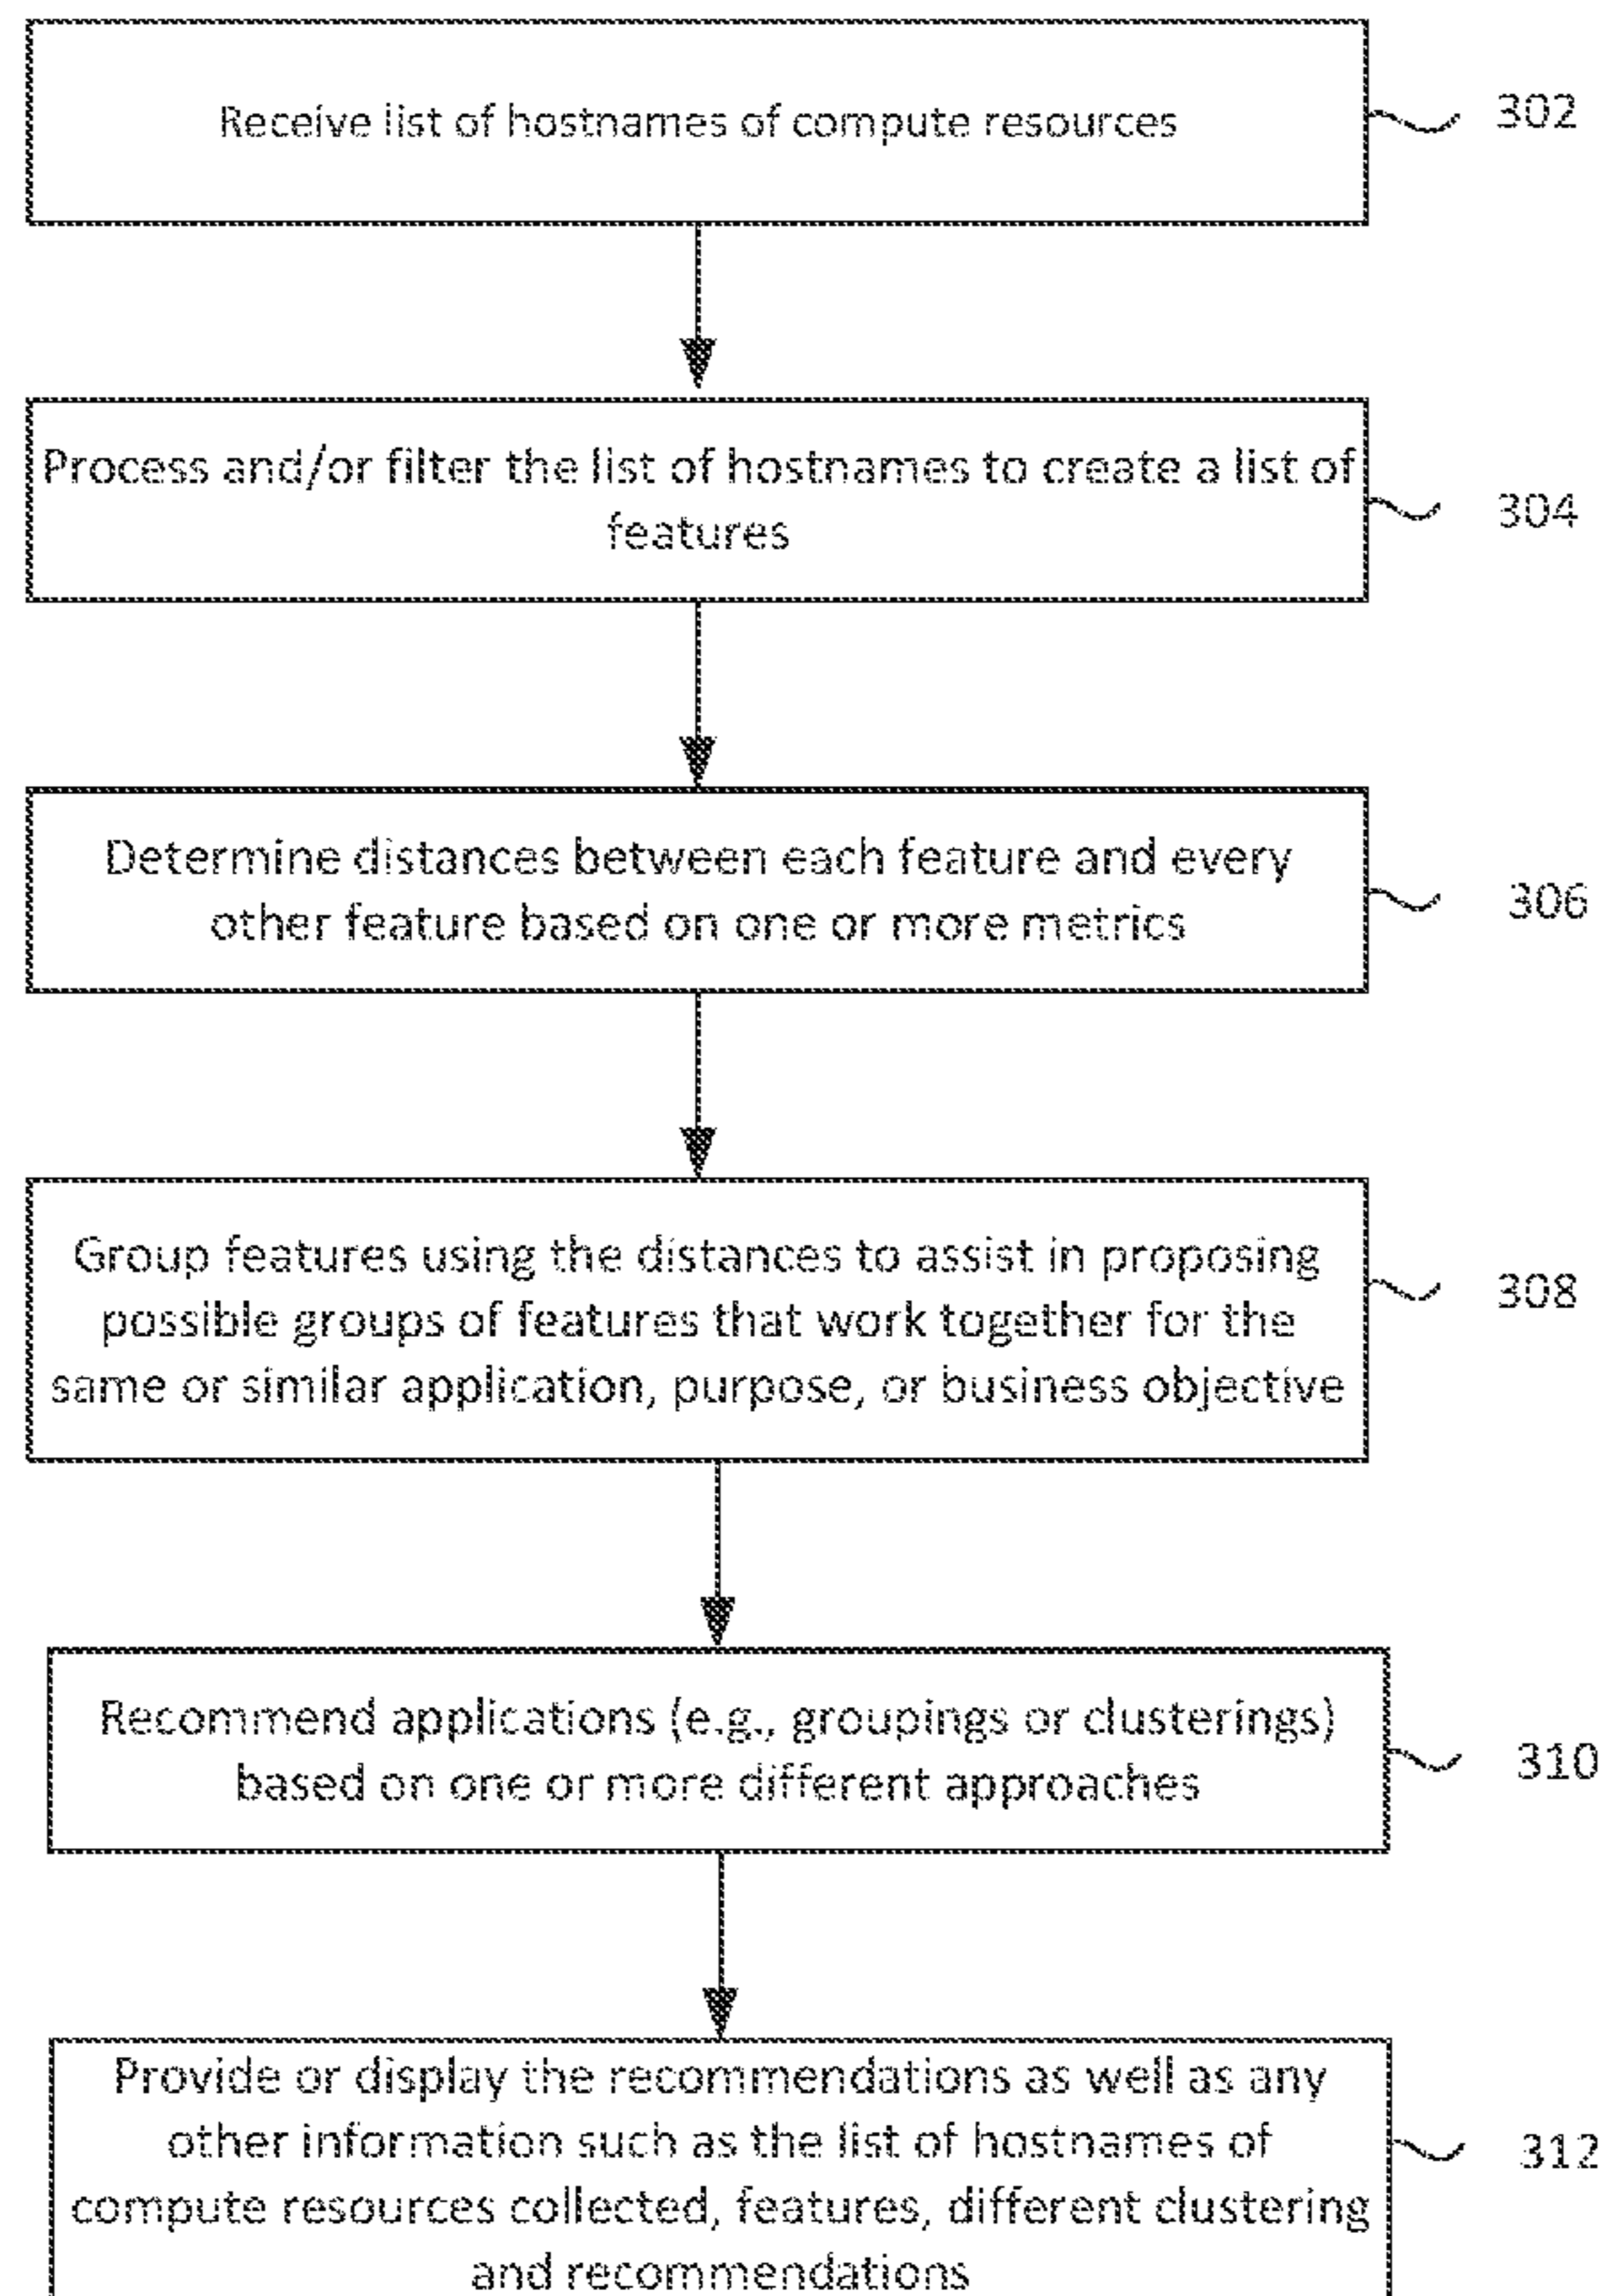 Receive list of hostnames of compute resources
302
Process and/or filter the list of hostnames to create a list of
features
304
Determine distances between each feature and every
other feature based on one or more metrics
306
Group features using the distances to assist in proposing
possible groups of features that work together for the
same or similar application, purpose, or business objective
308
Recommend applications (e.g., groupings or clusterings)
based on one or more different approaches
310
Provide or display the recommendations as well as any
other information such as the list of hostnames of
compute resources collected, features, different clustering
and recommendations
312